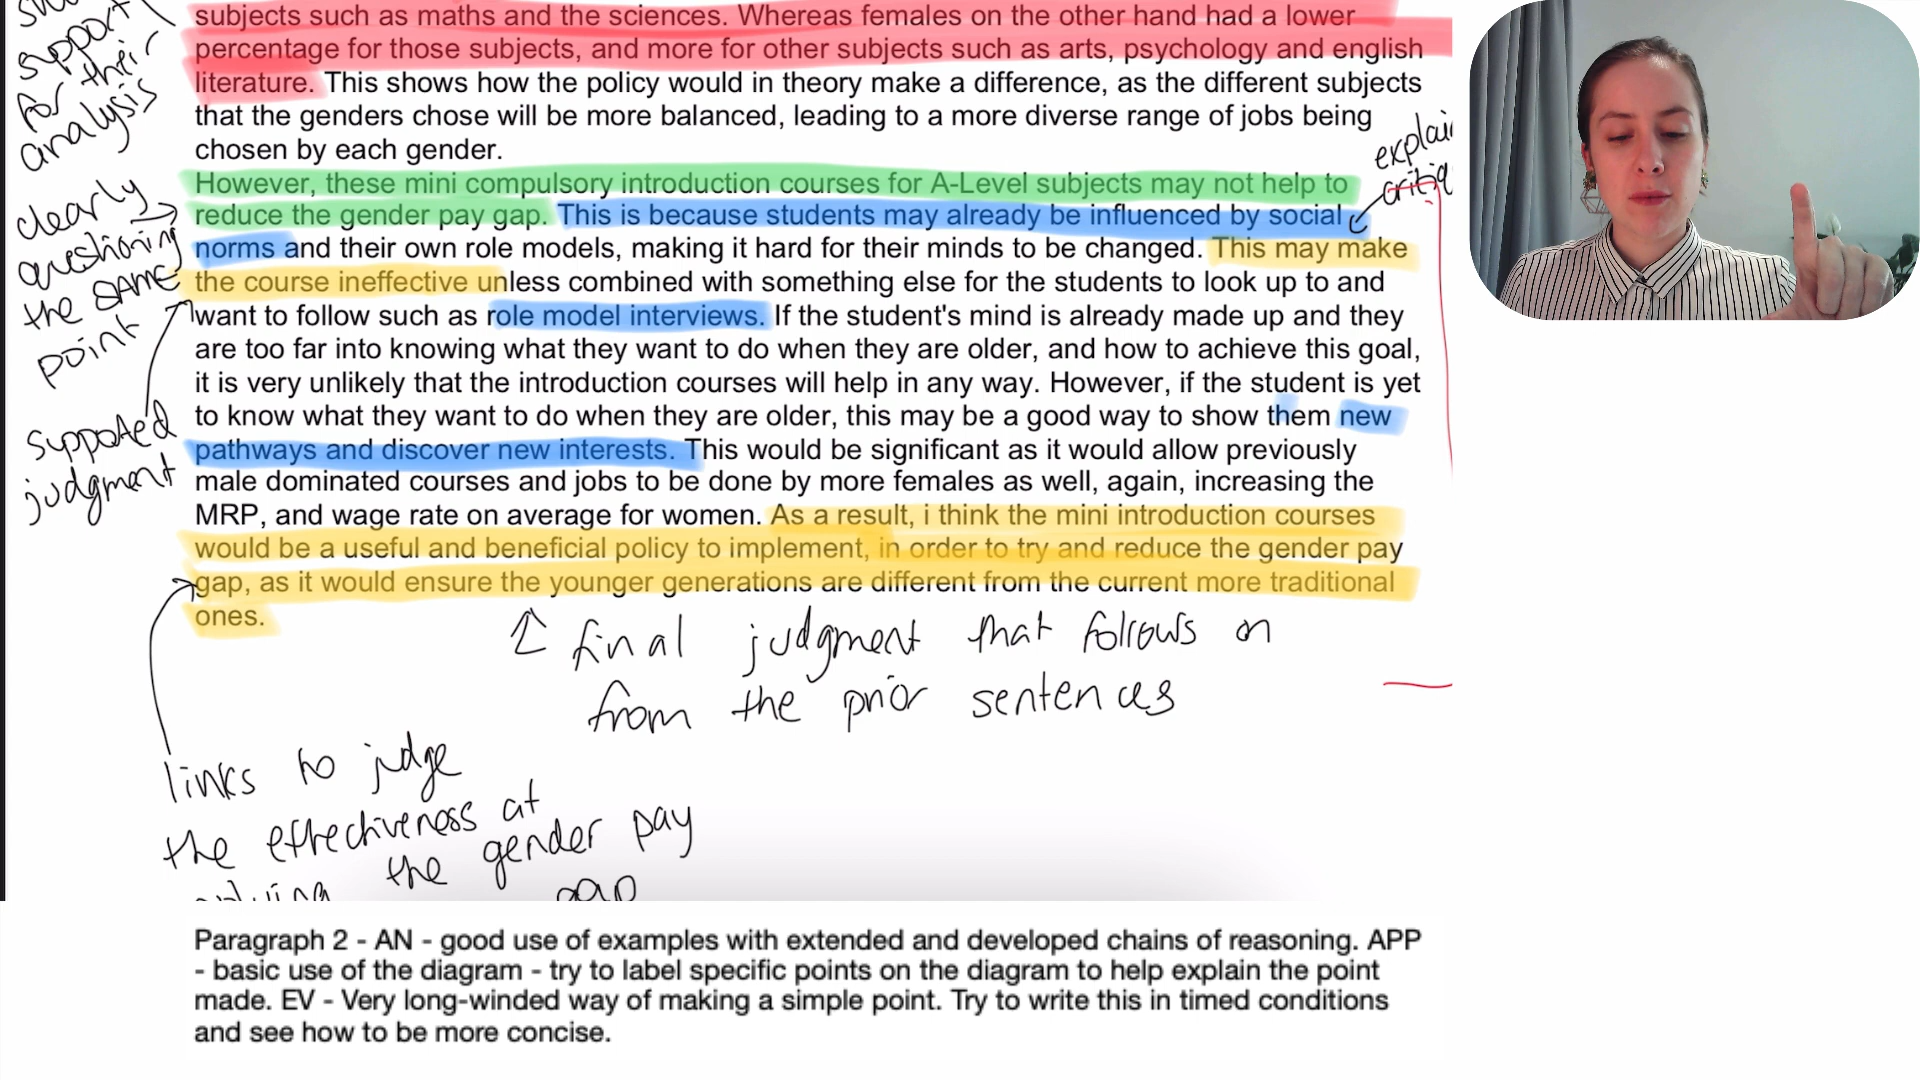 support
for their
analysis
subjects such as maths and the sciences. Whereas females on the other hand had a lower
percentage for those subjects, and more for other subjects such as arts, psychology and english
literature. This shows how the policy would in theory make a difference, as the different subjects
that the genders chose will be more balanced, leading to a more diverse range of jobs being
chosen by each gender.
However, these mini compulsory introduction courses for A-Level subjects may not help to
reduce the gender pay gap. This is because students may already be influenced by social
norms and their own role models, making it hard for their minds to be changed. This may make
the course ineffective unless combined with something else for the students to look up to and
want to follow such as role model interviews. If the student's mind is already made up and they
are too far into knowing what they want to do when they are older, and how to achieve this goal,
it is very unlikely that the introduction courses will help in any way. However, if the student is yet
to know what they want to do when they are older, this may be a good way to show them new
pathways and discover new interests. This would be significant as it would allow previously
male dominated courses and jobs to be done by more females as well, again, increasing the
MRP, and wage rate on average for women. As a result, i think the mini introduction courses
would be a useful and beneficial policy to implement, in order to try and reduce the gender pay
gap, as it would ensure the younger generations are different from the current more traditional
ones.
clearly
questioning
the SAME
point
supported
judgment
final judgment that follows on
from the prior sentences
links to judge
the effectiveness at
the gender pay
gap
Paragraph 2 - AN - good use of examples with extended and developed chains of reasoning. APP
- basic use of the diagram - try to label specific points on the diagram to help explain the point
made. EV - Very long-winded way of making a simple point. Try to write this in timed conditions
and see how to be more concise.